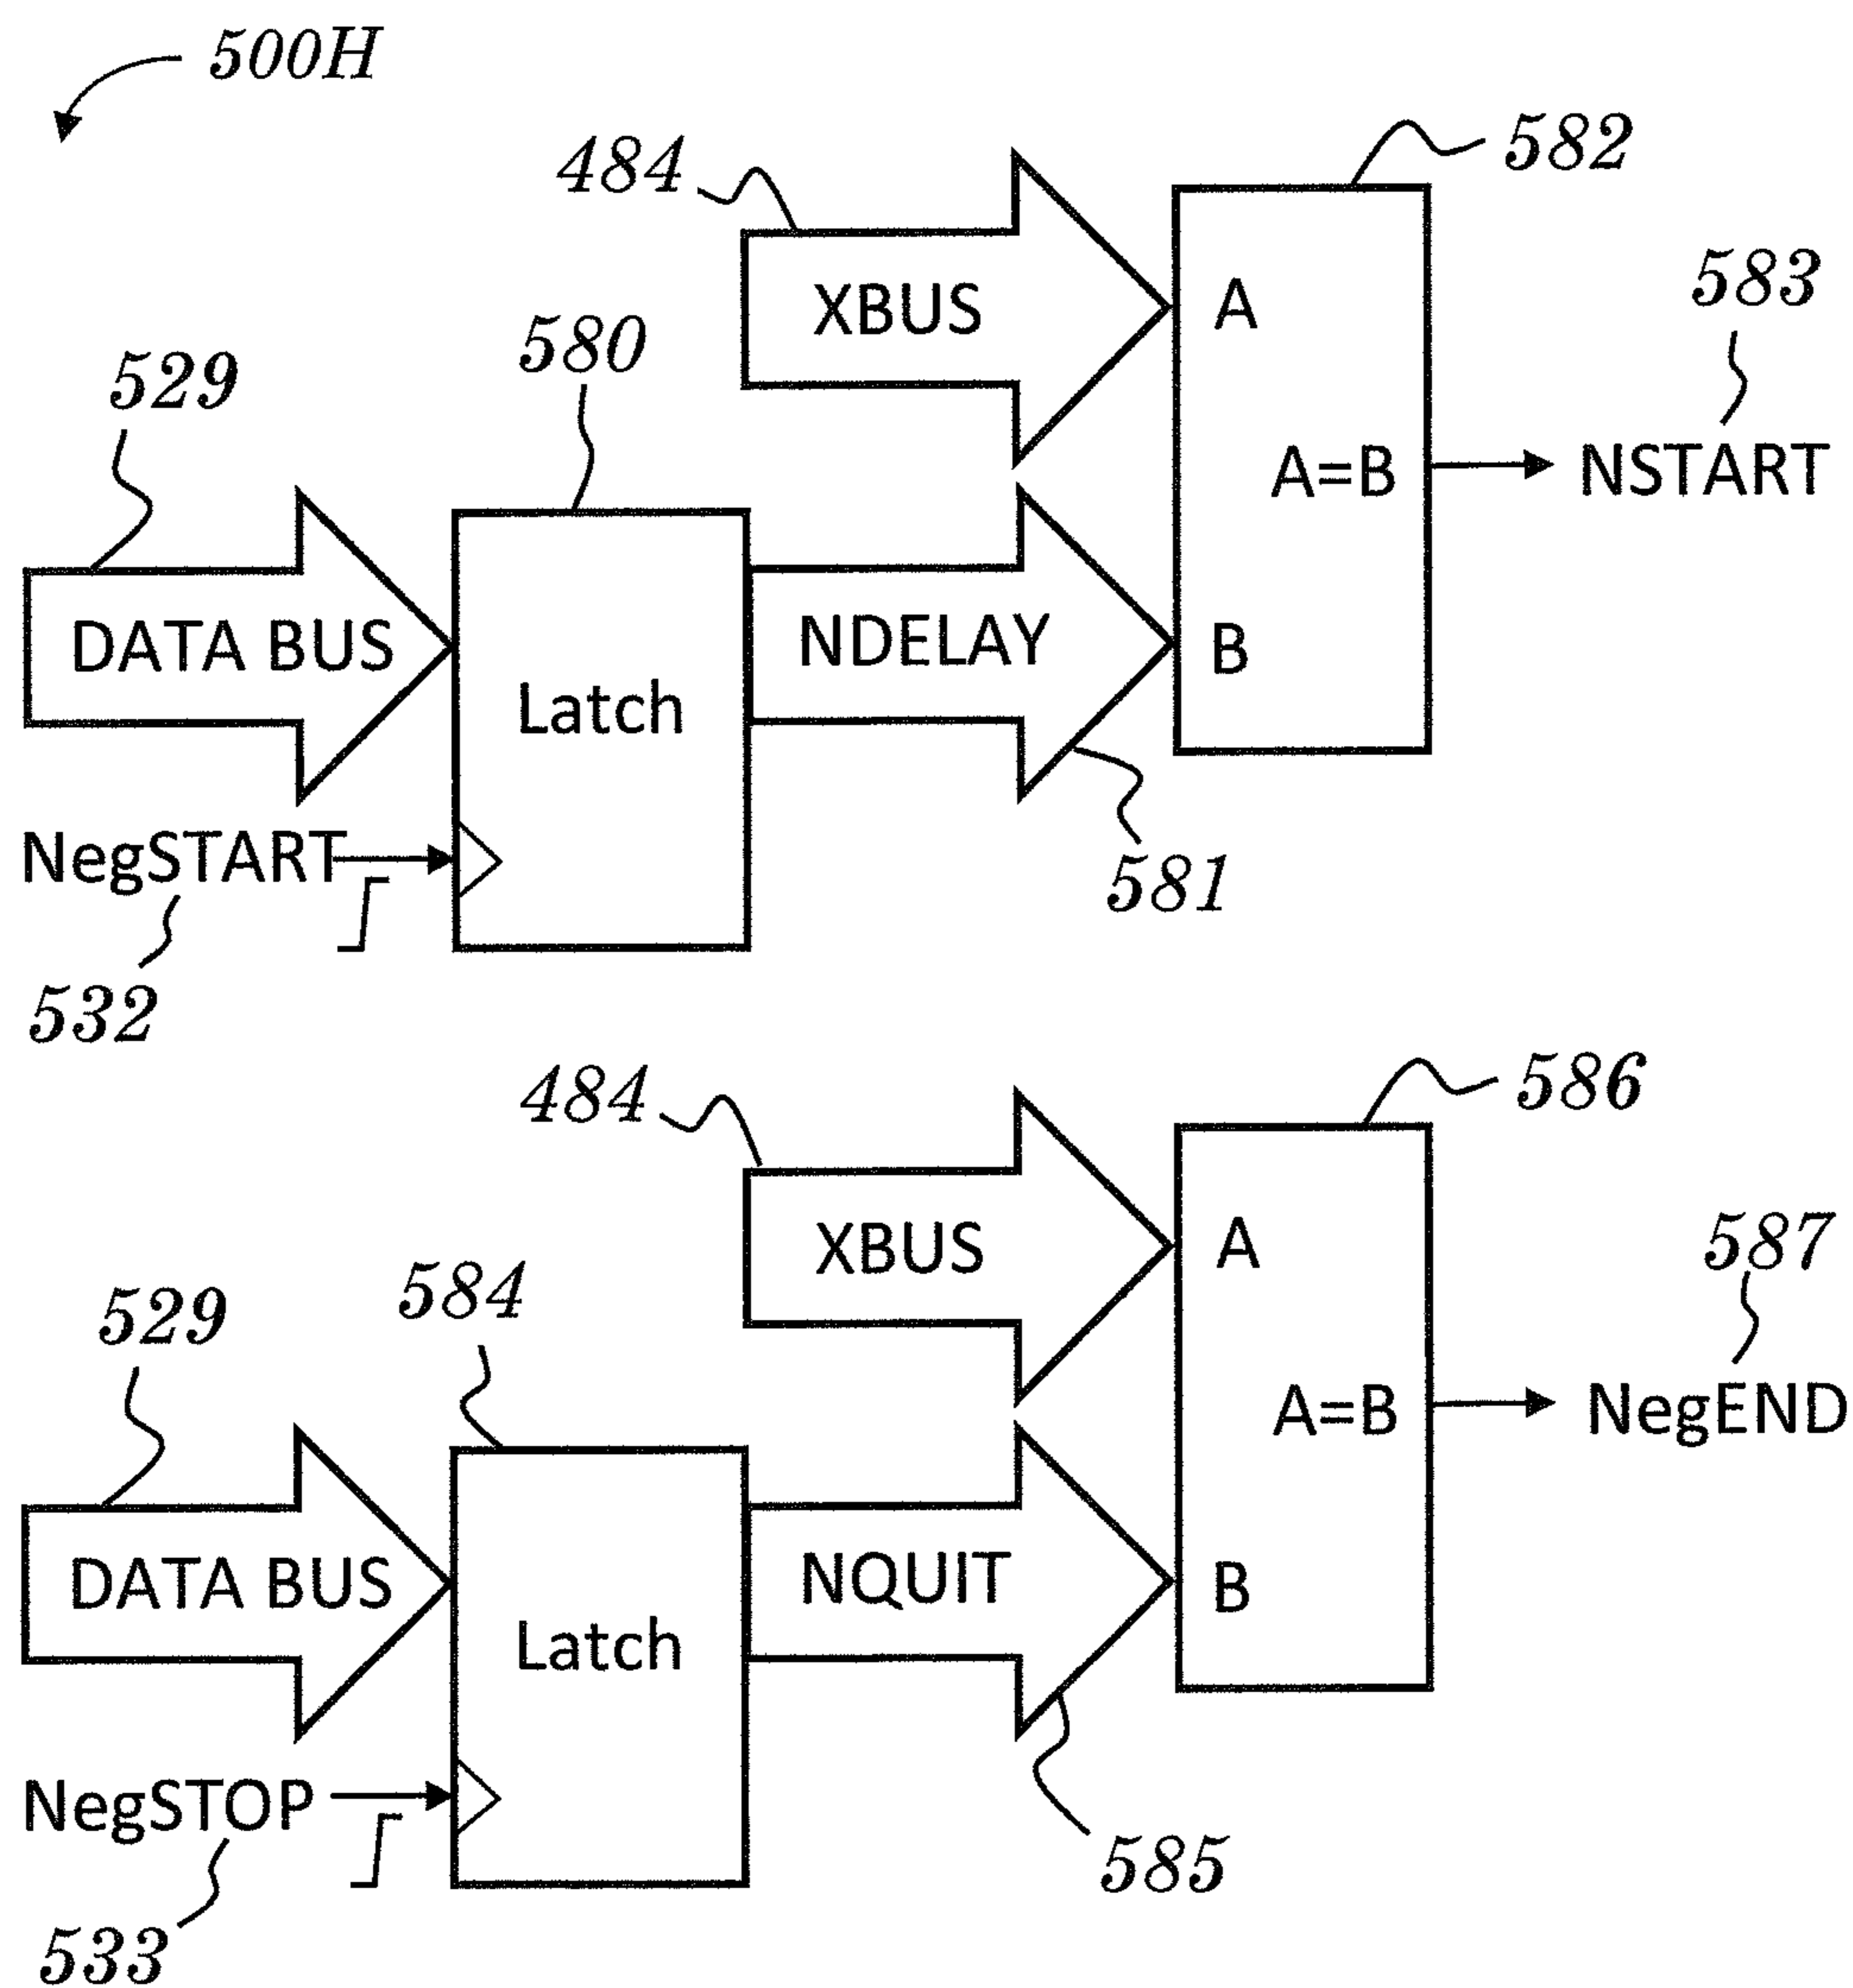 500H
484
582
XBUS
A
583
580
529
A=B
NSTART
DATA BUS
NDELAY
B
Latch
NegSTART
581
532
484
586
XBUS
A
587
584
529
A=B
NegEND
DATA BUS
NQUIT
B
Latch
NegSTOP
585
533